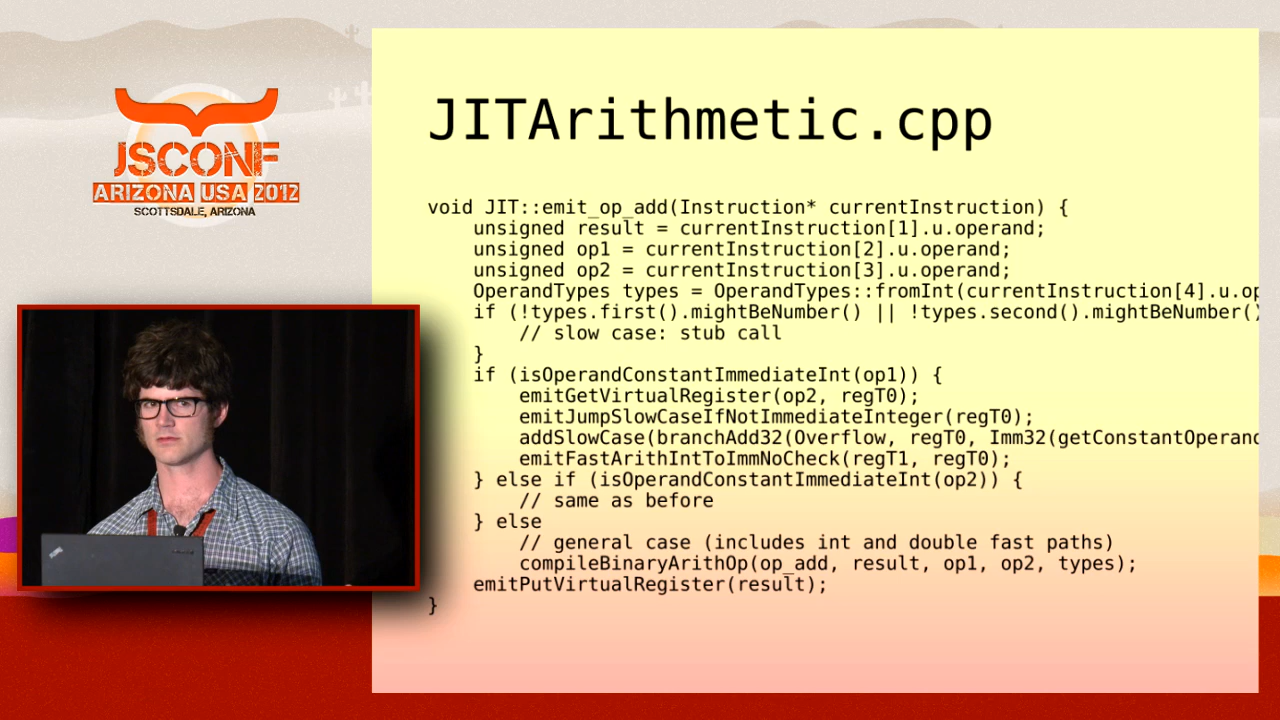 JSCONF
ARIZONA USA 2012
SCOTTSDALE, ARIZONA
JITArithmetic.cpp
void JIT::emit_op_add(Instruction* currentInstruction) {
    unsigned result = currentInstruction[1].u.operand;
    unsigned op1 = currentInstruction[2].u.operand;
    unsigned op2 = currentInstruction[3].u.operand;
    OperandTypes types = OperandTypes::fromInt(currentInstruction[4].u.op
    if (!types.first().mightBeNumber() || !types.second().mightBeNumber()
        // slow case: stub call
    }
    if (isOperandConstantImmediateInt(op1)) {
        emitGetVirtualRegister(op2, regT0);
        emitJumpSlowCaseIfNotImmediateInteger(regT0);
        addSlowCase(branchAdd32(Overflow, regT0, Imm32(getConstantOperand
        emitFastArithIntToImmNoCheck(regT1, regT0);
    } else if (isOperandConstantImmediateInt(op2)) {
        // same as before
    } else
        // general case (includes int and double fast paths)
        compileBinaryArithOp(op_add, result, op1, op2, types);
    emitPutVirtualRegister(result);
}